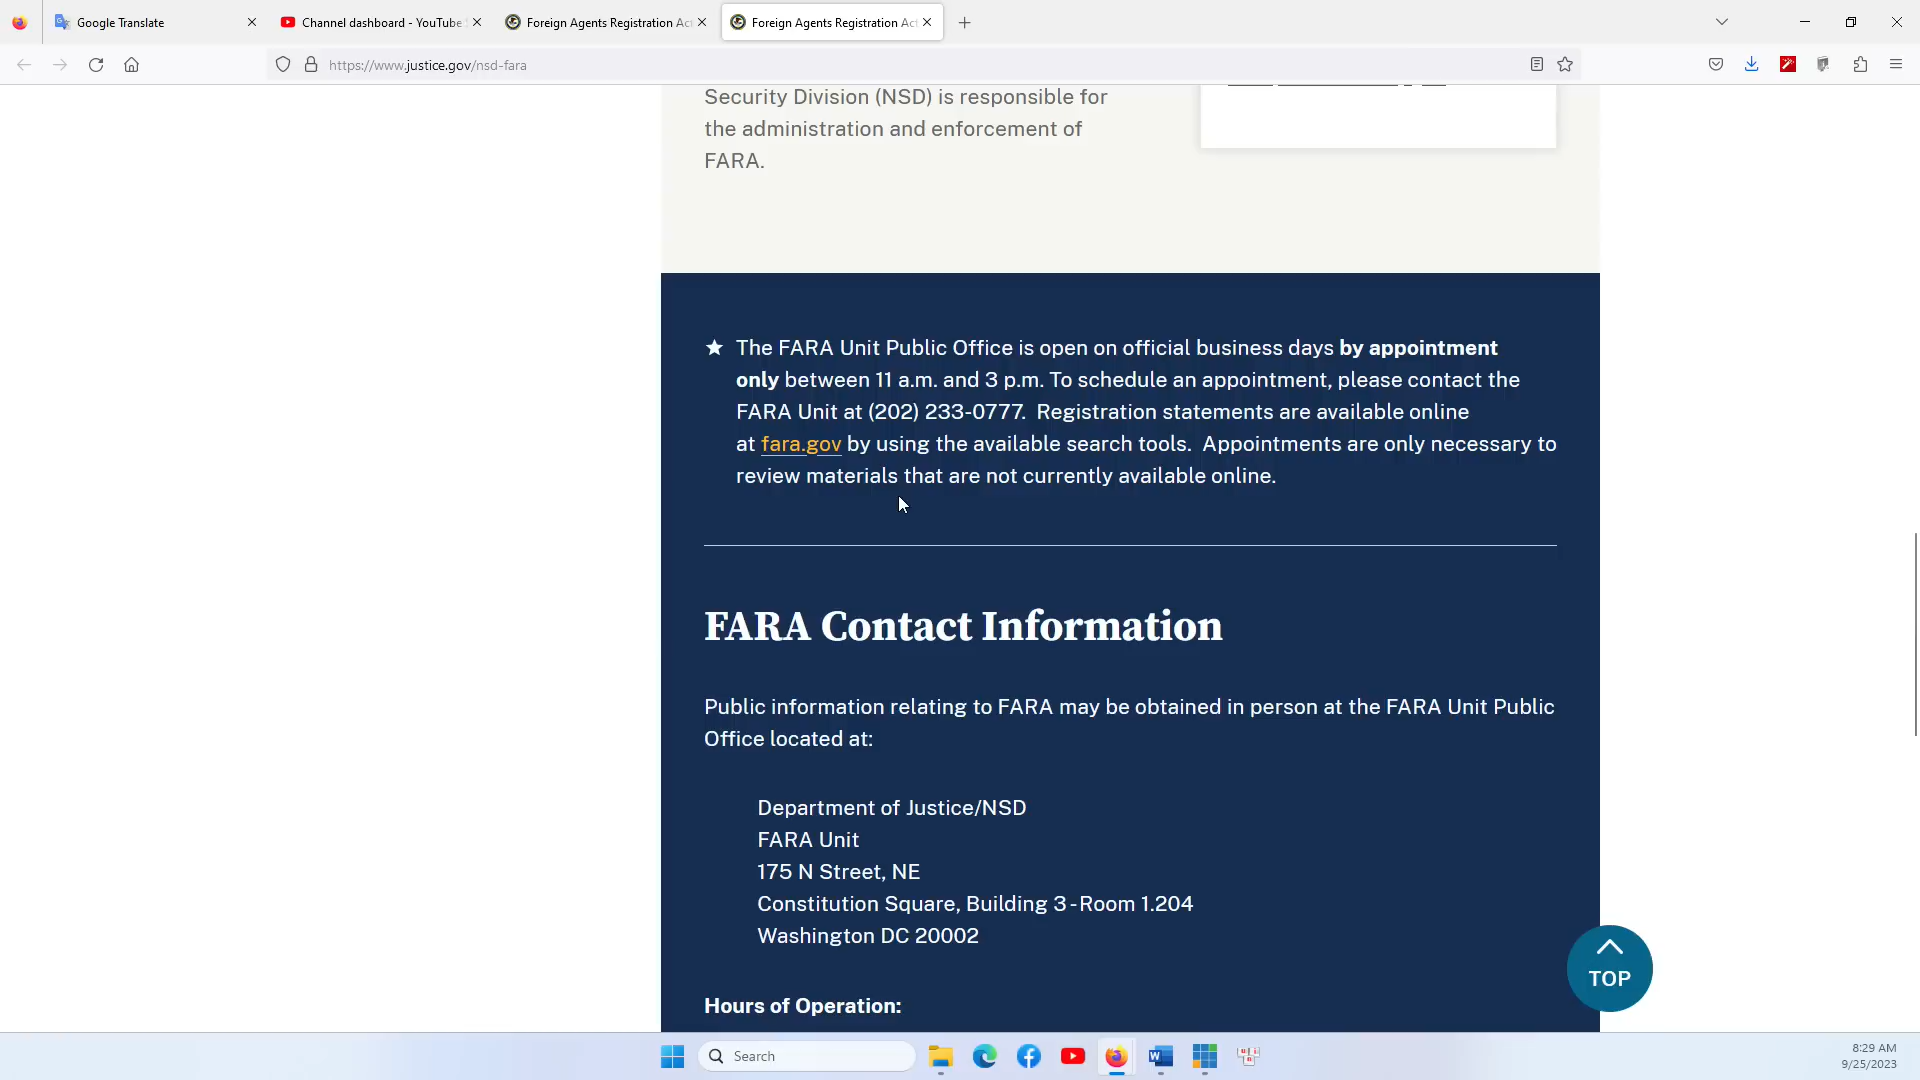 Google Translate
Channel dashboard - YouTube
Foreign Agents Registration Ac
Foreign Agents Registration Ac
https://www.justice.gov/nsd-fara
Security Division (NSD) is responsible for
the administration and enforcement of
FARA.
The FARA Unit Public Office is open on official business days by appointment
only between 11 a.m. and 3 p.m. To schedule an appointment, please contact the
FARA Unit at (202) 233-0777. Registration statements are available online
at fara.gov by using the available search tools. Appointments are only necessary to
review materials that are not currently available online.
FARA Contact Information
Public information relating to FARA may be obtained in person at the FARA Unit Public
Office located at:
Department of Justice/NSD
FARA Unit
175 N Street, NE
Constitution Square, Building 3 - Room 1.204
Washington DC 20002
TOP
Hours of Operation:
Search
8:29 AM
9/25/2023